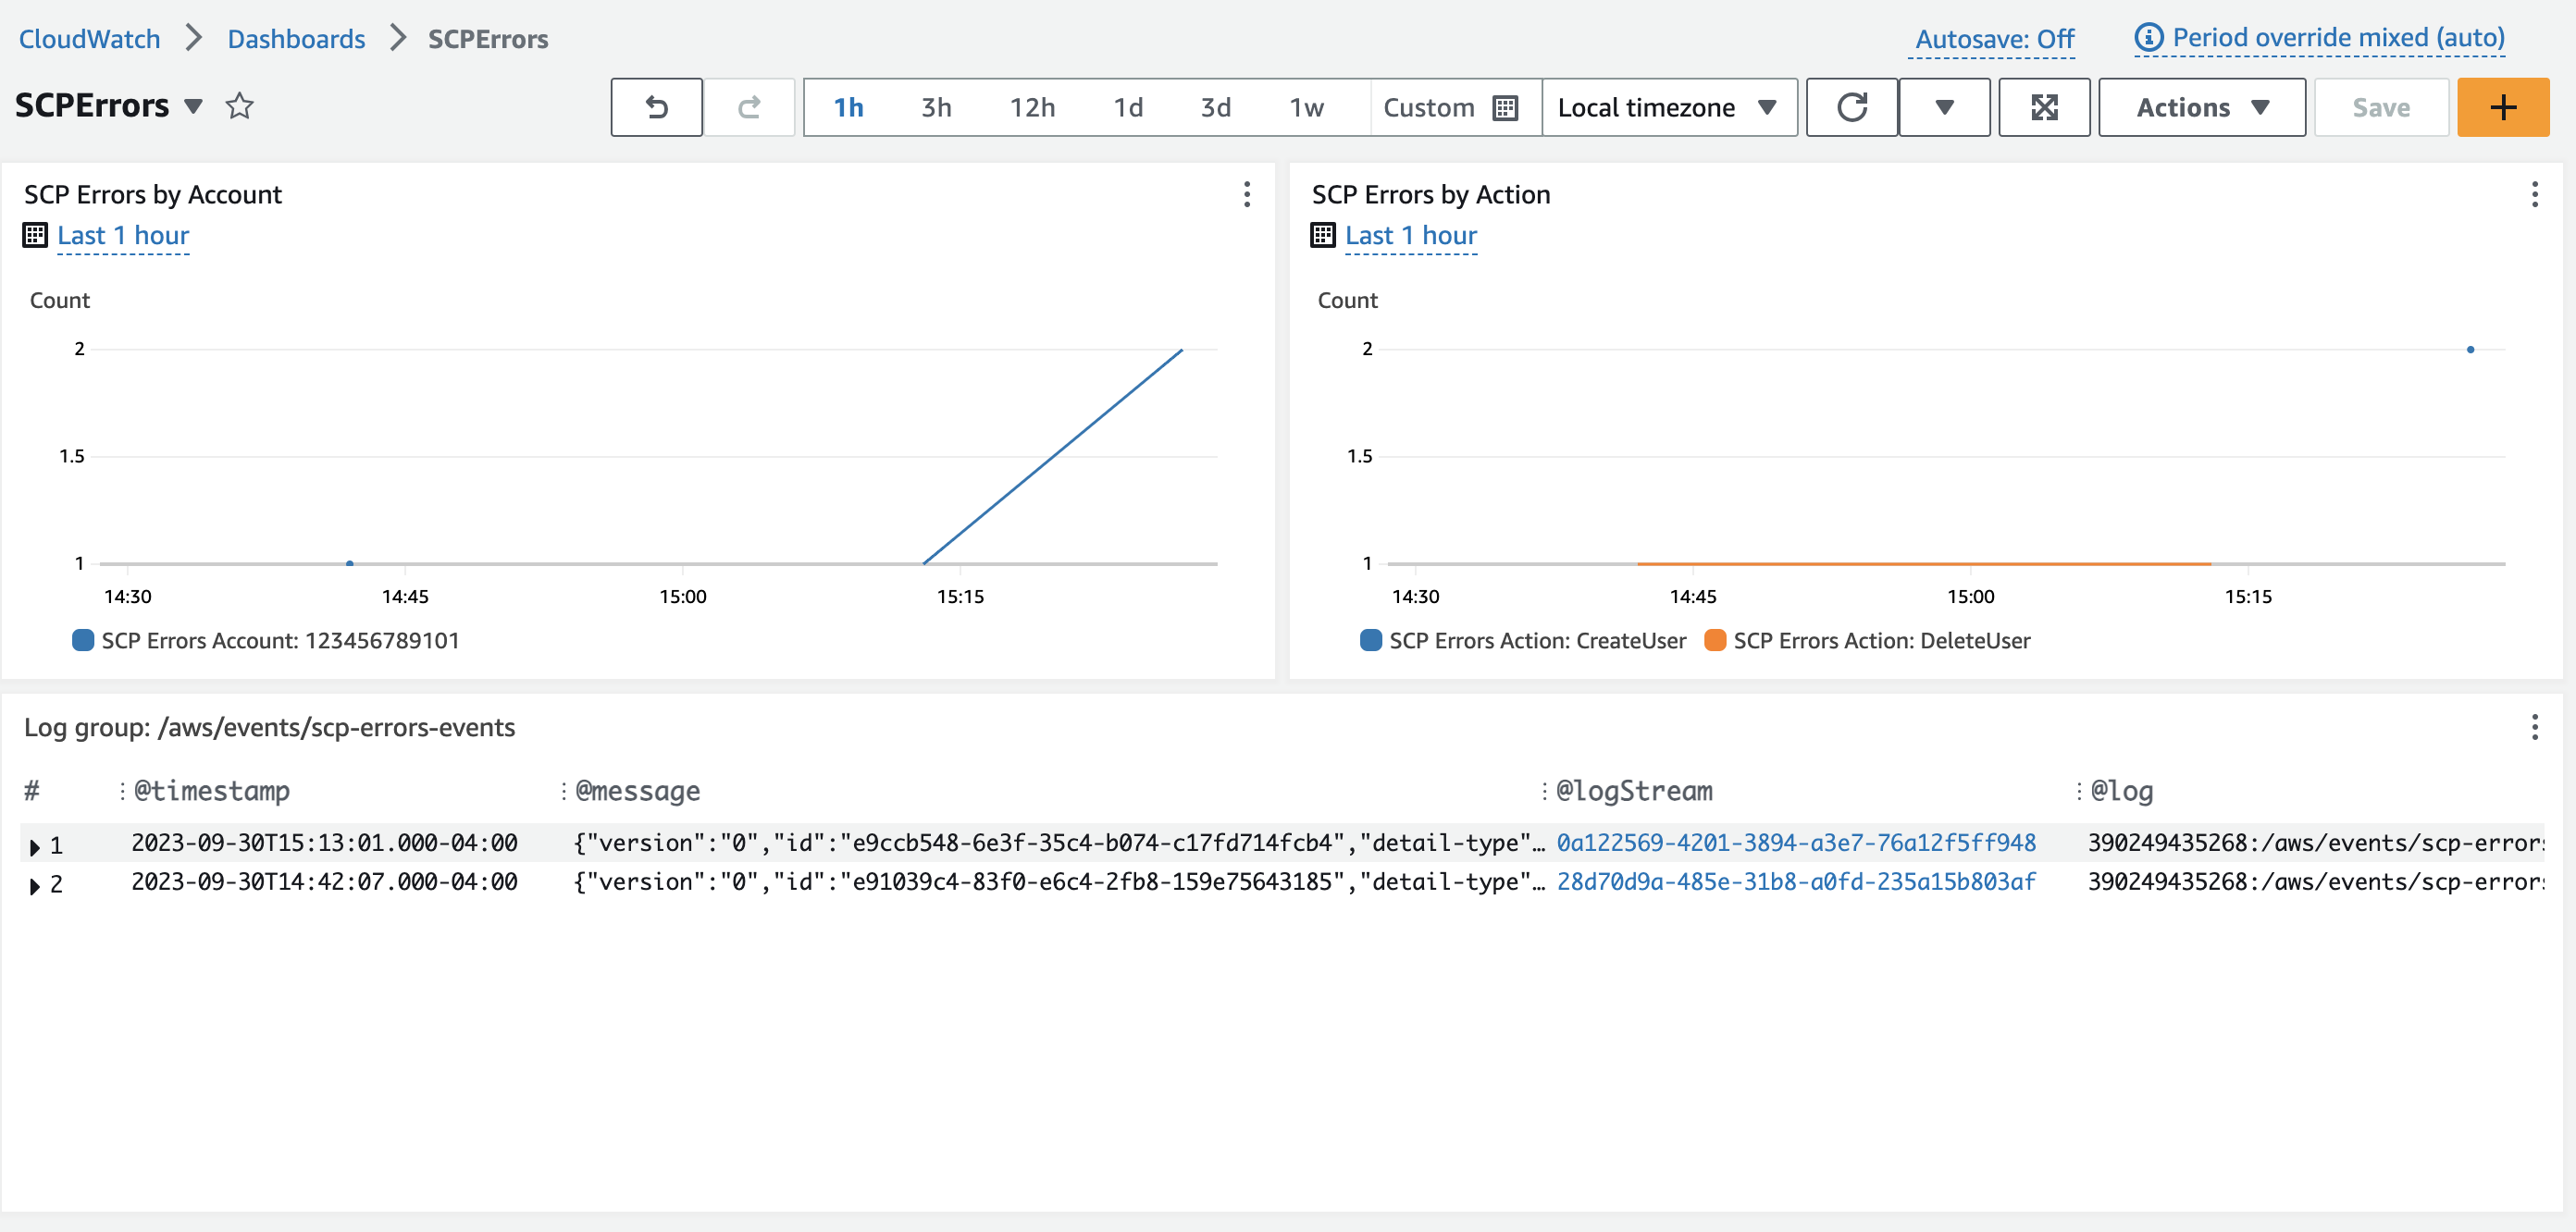 CloudWatch > Dashboards > SCPErrors
Autosave: Off Period override mixed (auto)
SCPErrors
1h 3h 12h 1d 3d 1w Custom Local timezone Actions Save +
SCP Errors by Account
Last 1 hour
Count
2
1.5
1
14:30 14:45 15:00 15:15
SCP Errors Account: 123456789101
SCP Errors by Action
Last 1 hour
Count
2
1.5
1
14:30 14:45 15:00 15:15
SCP Errors Action: CreateUser SCP Errors Action: DeleteUser
Log group: /aws/events/scp-errors-events
# @timestamp @message @logStream @log
1 2023-09-30T15:13:01.000-04:00 {"version":"0","id":"e9ccb548-6e3f-35c4-b074-c17fd714fcb4","detail-type"… 0a122569-4201-3894-a3e7-76a12f5ff948 390249435268:/aws/events/scp-errors
2 2023-09-30T14:42:07.000-04:00 {"version":"0","id":"e91039c4-83f0-e6c4-2fb8-159e75643185","detail-type"… 28d70d9a-485e-31b8-a0fd-235a15b803af 390249435268:/aws/events/scp-errors